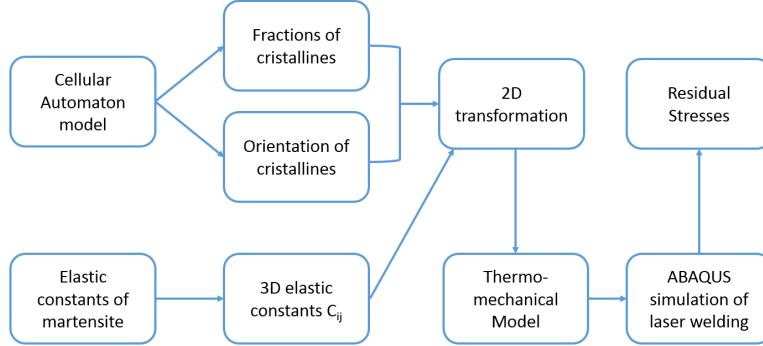 Cellular
Automaton
model
Fractions of
cristallines
Orientation of
cristallines
2D
transformation
Residual
Stresses
Elastic
constants of
martensite
3D elastic
constants Cij
Thermo-
mechanical
Model
ABAQUS
simulation of
laser welding